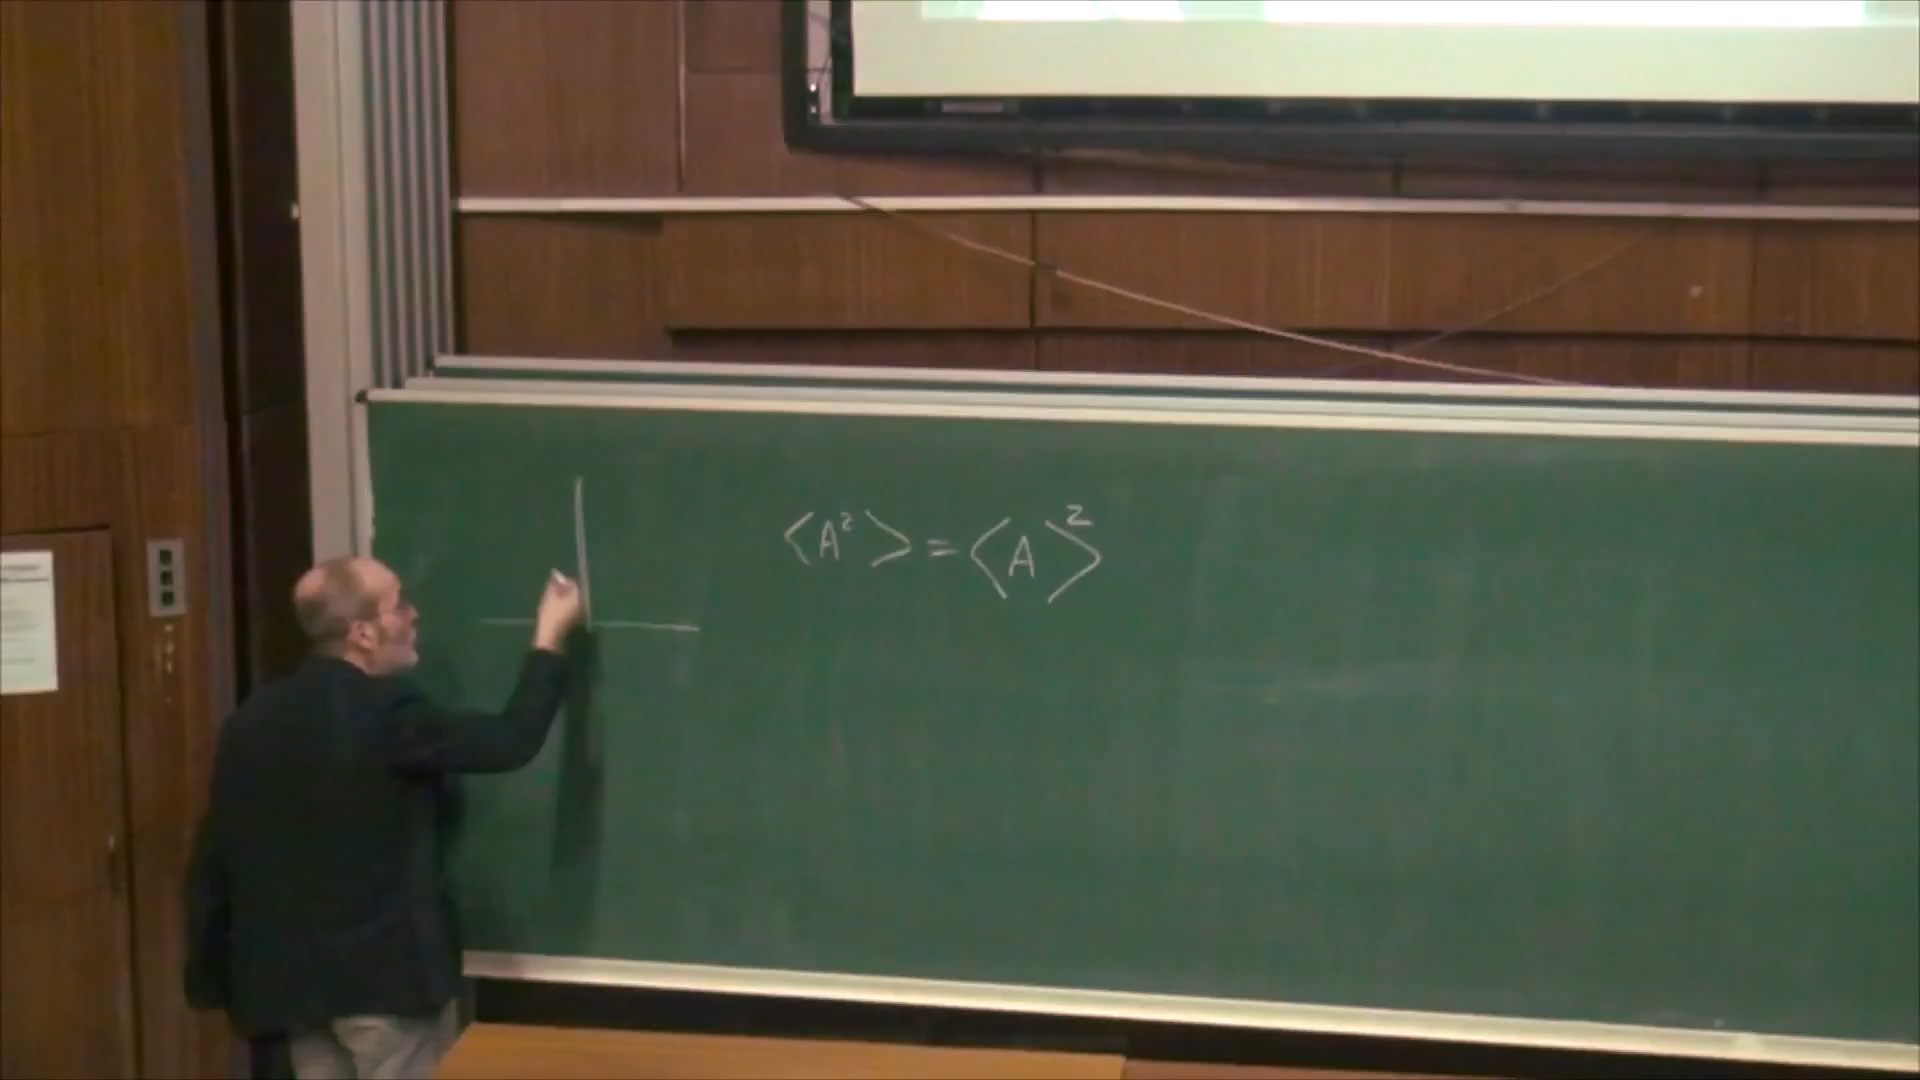 ⟨A²⟩ = ⟨A⟩²